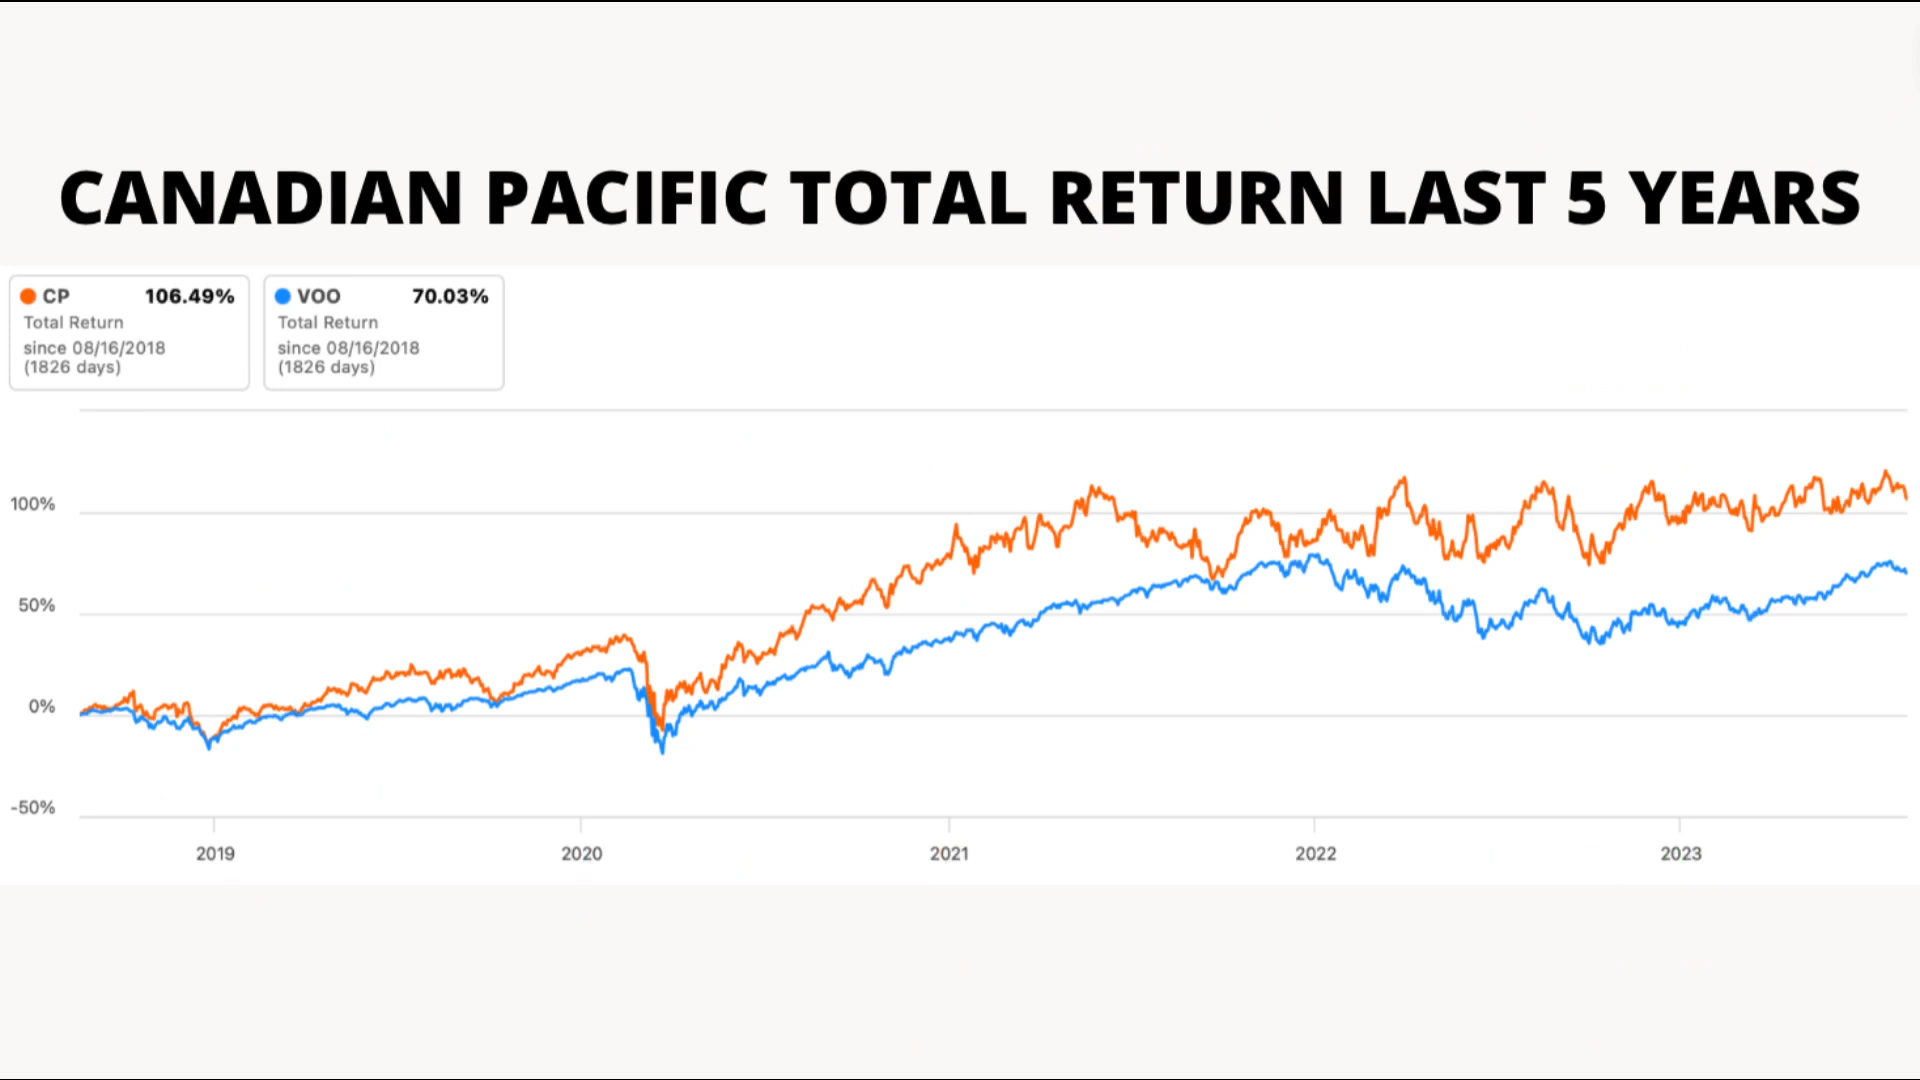 CANADIAN PACIFIC TOTAL RETURN LAST 5 YEARS
CP 106.49%
Total Return
since 08/16/2018
(1826 days)
VOO 70.03%
Total Return
since 08/16/2018
(1826 days)
100%
50%
0%
-50%
2019 2020 2021 2022 2023